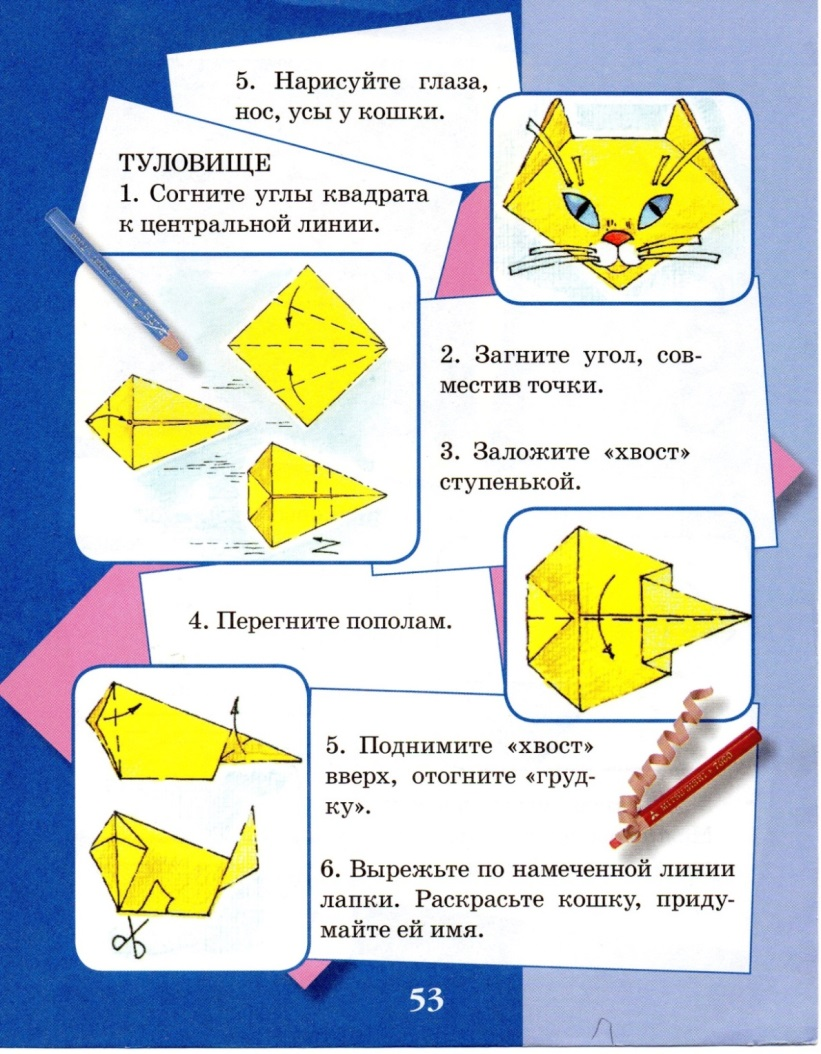 5. Нарисуйте глаза,
нос, усы у кошки.
ТУЛОВИЩЕ
1. Согните углы квадрата
к центральной линии.
2. Загните угол, сов-
местив точки.
3. Заложите «хвост»
ступенькой.
4. Перегните пополам.
5. Поднимите «хвост»
вверх, отогните «груд-
ку».
6. Вырежьте по намеченной линии
лапки. Раскрасьте кошку, приду-
майте ей имя.
53